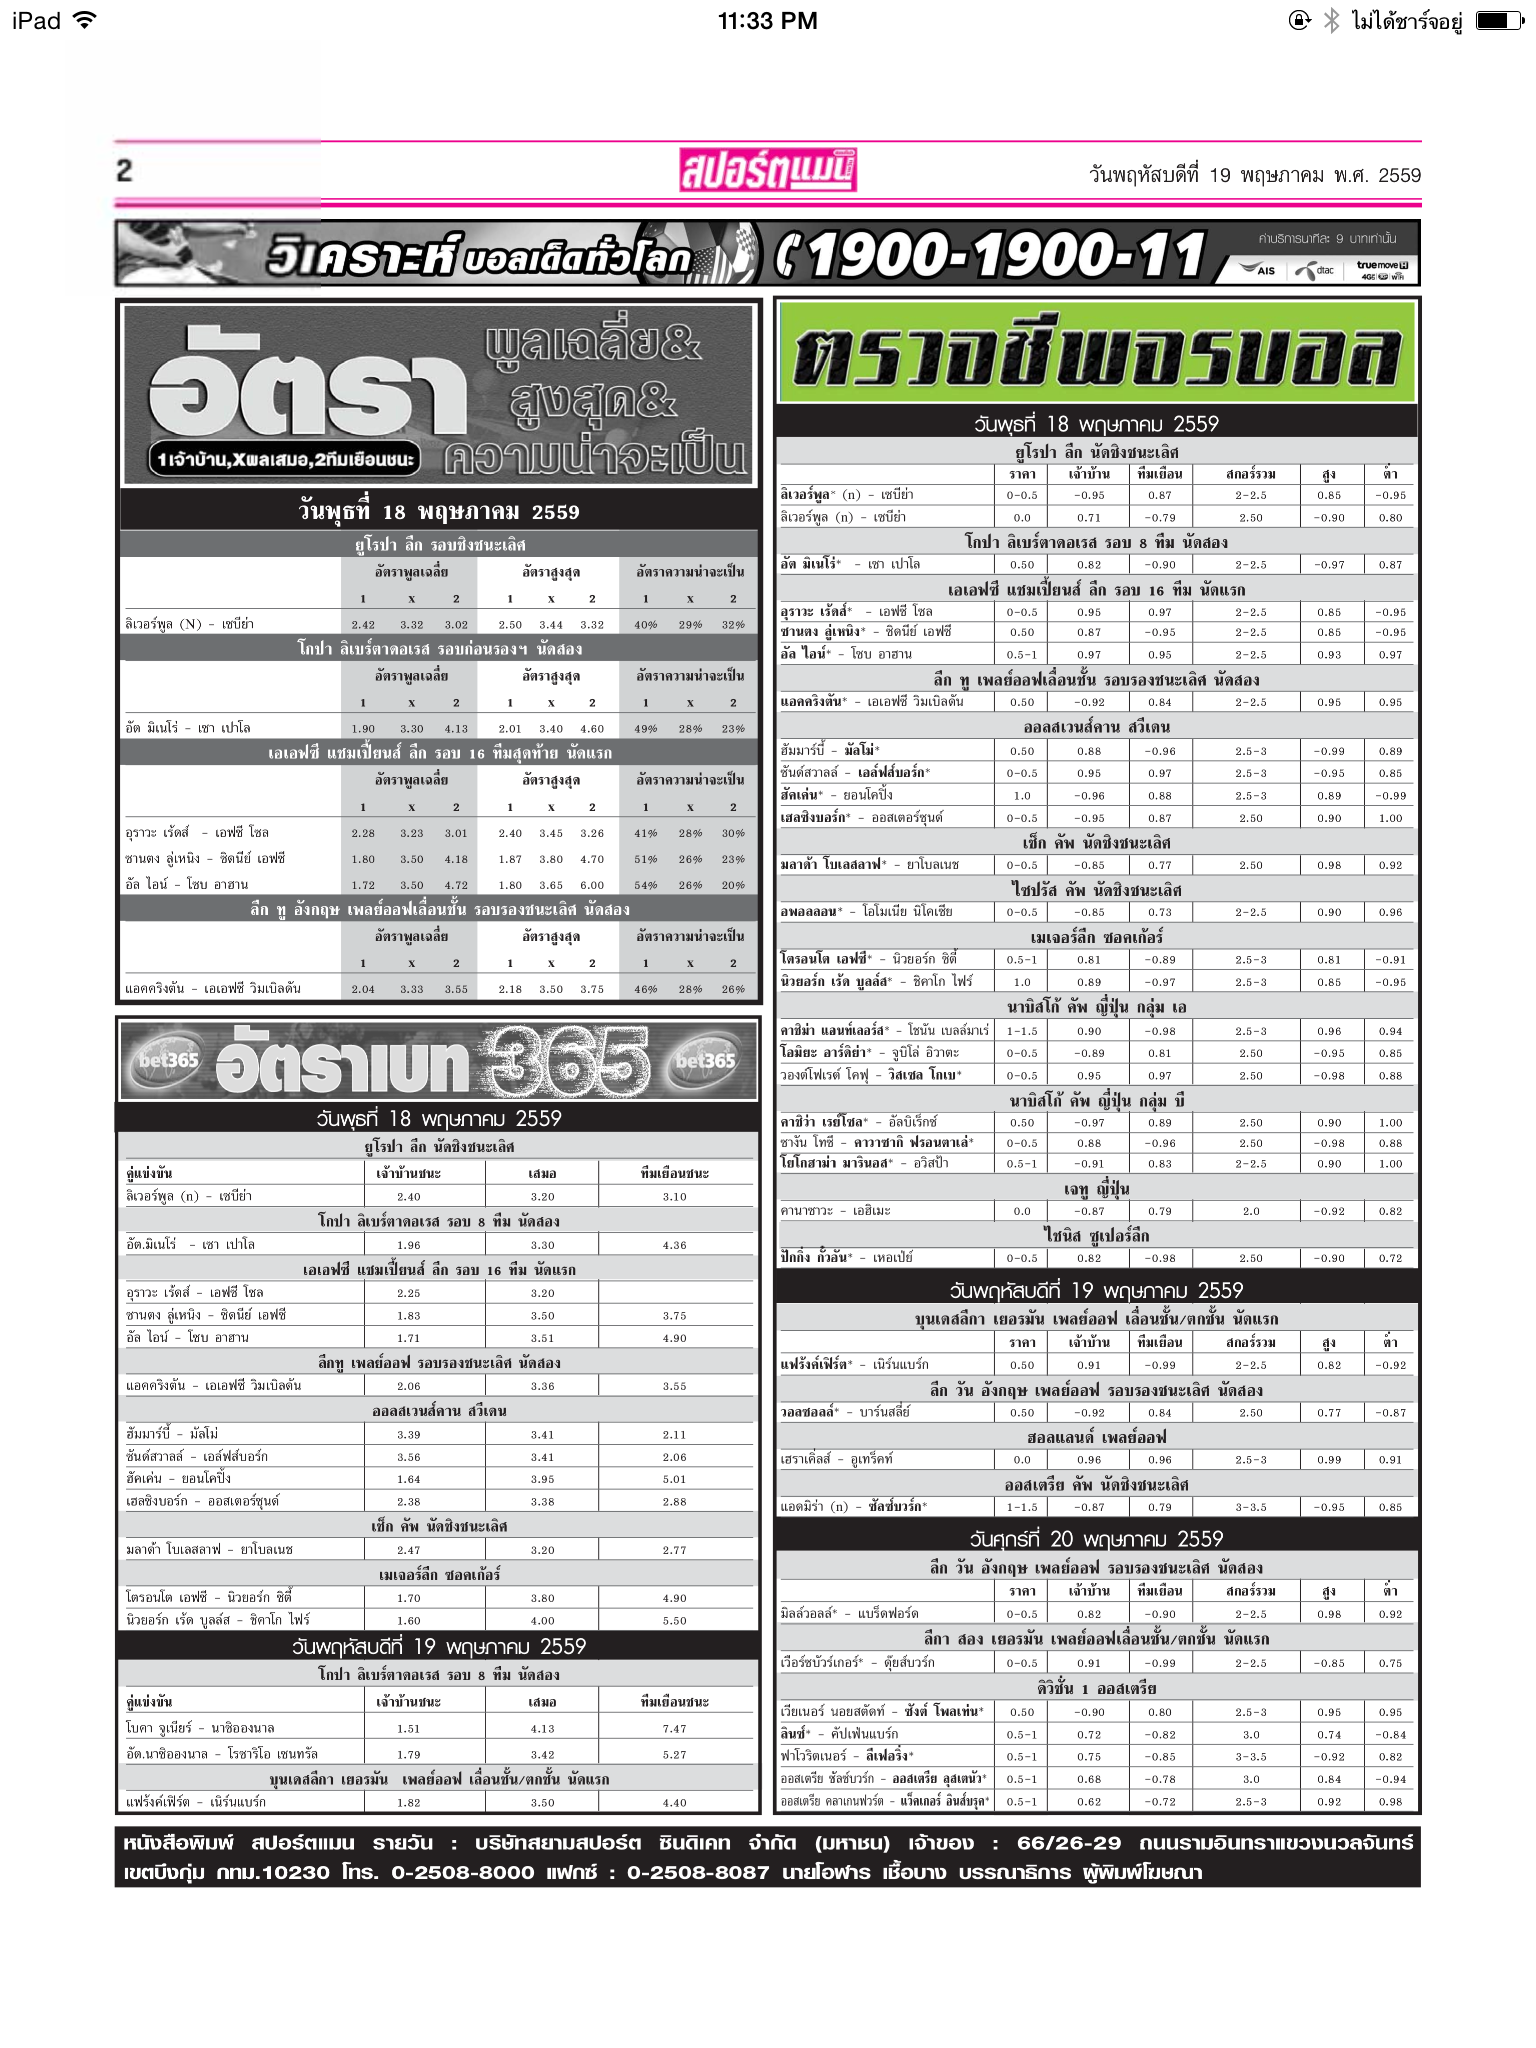 iPad
11:33 PM
ไม่ได้ชาร์จอยู่
2
สปอร์ตแมน
วันพฤหัสบดีที่ 19 พฤษภาคม พ.ศ. 2559
วิเคราะห์ บอลเด็ดทั่วโลก 1900-1900-11
ค่าบริการนาทีละ 9 บาทเท่านั้น
AIS dtac truemove H
อัตรา พูลเฉลี่ย&
สูงสุด&
ความน่าจะเป็น
1เจ้าบ้าน,Xผลเสมอ,2ทีมเยือนชนะ
วันพุธที่ 18 พฤษภาคม 2559
ยูโรปา ลีก รอบชิงชนะเลิศ
อัตราพูลเฉลี่ย อัตราสูงสุด อัตราความน่าจะเป็น
1 x 2 1 x 2 1 x 2
ลิเวอร์พูล (N) - เซบีย่า 2.42 3.32 3.02 2.50 3.44 3.32 40% 29% 32%
โกปา ลิเบร์ตาดอเรส รอบก่อนรองฯ นัดสอง
อัตราพูลเฉลี่ย อัตราสูงสุด อัตราความน่าจะเป็น
1 x 2 1 x 2 1 x 2
อัต มิเนโร่ - เซา เปาโล 1.90 3.30 4.13 2.01 3.40 4.60 49% 28% 23%
เอเอฟซี แชมเปี้ยนส์ ลีก รอบ 16 ทีมสุดท้าย นัดแรก
อัตราพูลเฉลี่ย อัตราสูงสุด อัตราความน่าจะเป็น
1 x 2 1 x 2 1 x 2
อุราวะ เร้ดส์ - เอฟซี โซล 2.28 3.23 3.01 2.40 3.45 3.26 41% 28% 30%
ซานตง ลู่เหนิง - ซิดนีย์ เอฟซี 1.80 3.50 4.18 1.87 3.80 4.70 51% 26% 23%
อัล ไอน์ - โซบ อาฮาน 1.72 3.50 4.72 1.80 3.65 6.00 54% 26% 20%
ลีก ทู อังกฤษ เพลย์ออฟเลื่อนชั้น รอบรองชนะเลิศ นัดสอง
อัตราพูลเฉลี่ย อัตราสูงสุด อัตราความน่าจะเป็น
1 x 2 1 x 2 1 x 2
แอคคริงตัน - เอเอฟซี วิมเบิลดัน 2.04 3.33 3.55 2.18 3.50 3.75 46% 28% 26%
bet365 อัตราเบท 365 bet365
วันพุธที่ 18 พฤษภาคม 2559
ยูโรปา ลีก นัดชิงชนะเลิศ
คู่แข่งขัน เจ้าบ้านชนะ เสมอ ทีมเยือนชนะ
ลิเวอร์พูล (n) - เซบีย่า 2.40 3.20 3.10
โกปา ลิเบร์ตาดอเรส รอบ 8 ทีม นัดสอง
อัต.มิเนโร่ - เซา เปาโล 1.96 3.30 4.36
เอเอฟซี แชมเปี้ยนส์ ลีก รอบ 16 ทีม นัดแรก
อุราวะ เร้ดส์ - เอฟซี โซล 2.25 3.20
ซานตง ลู่เหนิง - ซิดนีย์ เอฟซี 1.83 3.50 3.75
อัล ไอน์ - โซบ อาฮาน 1.71 3.51 4.90
ลีกทู เพลย์ออฟ รอบรองชนะเลิศ นัดสอง
แอคคริงตัน - เอเอฟซี วิมเบิลดัน 2.06 3.36 3.55
ออลสเวนส์คาน สวีเดน
ฮัมมาร์บี้ - มัลโม่ 3.39 3.41 2.11
ซันด์สวาลล์ - เอล์ฟส์บอร์ก 3.56 3.41 2.06
ฮัคเค่น - ยอนโคปิ้ง 1.64 3.95 5.01
เฮลซิงบอร์ก - ออสเตอร์ซุนด์ 2.38 3.38 2.88
เช็ก คัพ นัดชิงชนะเลิศ
มลาด้า โบเลสลาฟ - ยาโบลเนช 2.47 3.20 2.77
เมเจอร์ลีก ซอคเก้อร์
โตรอนโต เอฟซี - นิวยอร์ก ซิตี้ 1.70 3.80 4.90
นิวยอร์ก เร้ด บูลล์ส - ชิคาโก ไฟร์ 1.60 4.00 5.50
วันพฤหัสบดีที่ 19 พฤษภาคม 2559
โกปา ลิเบร์ตาดอเรส รอบ 8 ทีม นัดสอง
คู่แข่งขัน เจ้าบ้านชนะ เสมอ ทีมเยือนชนะ
โบคา จูเนียร์ - นาซิอองนาล 1.51 4.13 7.47
อัต.นาซิอองนาล - โรซาริโอ เซนทรัล 1.79 3.42 5.27
บุนเดสลีกา เยอรมัน เพลย์ออฟ เลื่อนชั้น/ตกชั้น นัดแรก
แฟร้งค์เฟิร์ต - เนิร์นแบร์ก 1.82 3.50 4.40
ตรวจชีพจรบอล
วันพุธที่ 18 พฤษภาคม 2559
ยูโรปา ลีก นัดชิงชนะเลิศ
ราคา เจ้าบ้าน ทีมเยือน สกอร์รวม สูง ต่ำ
ลิเวอร์พูล* (n) - เซบีย่า 0-0.5 -0.95 0.87 2-2.5 0.85 -0.95
ลิเวอร์พูล (n) - เซบีย่า 0.0 0.71 -0.79 2.50 -0.90 0.80
โกปา ลิเบร์ตาดอเรส รอบ 8 ทีม นัดสอง
อัต มิเนโร่* - เซา เปาโล 0.50 0.82 -0.90 2-2.5 -0.97 0.87
เอเอฟซี แชมเปี้ยนส์ ลีก รอบ 16 ทีม นัดแรก
อุราวะ เร้ดส์* - เอฟซี โซล 0-0.5 0.95 0.97 2-2.5 0.85 -0.95
ซานตง ลู่เหนิง* - ซิดนีย์ เอฟซี 0.50 0.87 -0.95 2-2.5 0.85 -0.95
อัล ไอน์* - โซบ อาฮาน 0.5-1 0.97 0.95 2-2.5 0.93 0.97
ลีก ทู เพลย์ออฟเลื่อนชั้น รอบรองชนะเลิศ นัดสอง
แอคคริงตัน* - เอเอฟซี วิมเบิลดัน 0.50 -0.92 0.84 2-2.5 0.95 0.95
ออลสเวนส์คาน สวีเดน
ฮัมมาร์บี้ - มัลโม่* 0.50 0.88 -0.96 2.5-3 -0.99 0.89
ซันด์สวาลล์ - เอล์ฟส์บอร์ก* 0-0.5 0.95 0.97 2.5-3 -0.95 0.85
ฮัคเค่น* - ยอนโคปิ้ง 1.0 -0.96 0.88 2.5-3 0.89 -0.99
เฮลซิงบอร์ก* - ออสเตอร์ซุนด์ 0-0.5 -0.95 0.87 2.50 0.90 1.00
เช็ก คัพ นัดชิงชนะเลิศ
มลาด้า โบเลสลาฟ* - ยาโบลเนช 0-0.5 -0.85 0.77 2.50 0.98 0.92
ไซปรัส คัพ นัดชิงชนะเลิศ
อพอลลอน* - โอโมเนีย นิโคเซีย 0-0.5 -0.85 0.73 2-2.5 0.90 0.96
เมเจอร์ลีก ซอคเก้อร์
โตรอนโต เอฟซี* - นิวยอร์ก ซิตี้ 0.5-1 0.81 -0.89 2.5-3 0.81 -0.91
นิวยอร์ก เร้ด บูลล์ส* - ชิคาโก ไฟร์ 1.0 0.89 -0.97 2.5-3 0.85 -0.95
นาบิสโก้ คัพ ญี่ปุ่น กลุ่ม เอ
คาชิม่า แอนท์เลอร์ส* - โชนัน เบลล์มาเร่ 1-1.5 0.90 -0.98 2.5-3 0.96 0.94
โอมิยะ อาร์ดิย่า* - จูบิโล่ อิวาตะ 0-0.5 -0.89 0.81 2.50 -0.95 0.85
วองต์โฟเรต์ โคฟุ - วิสเซล โกเบ* 0-0.5 0.95 0.97 2.50 -0.98 0.88
นาบิสโก้ คัพ ญี่ปุ่น กลุ่ม บี
คาชิว่า เรย์โซล* - อัลบิเร็กซ์ 0.50 -0.97 0.89 2.50 0.90 1.00
ซางัน โทซึ - คาวาซากิ ฟรอนตาเล่* 0-0.5 0.88 -0.96 2.50 -0.98 0.88
โยโกฮาม่า มารินอส* - อวิสป้า 0.5-1 -0.91 0.83 2-2.5 0.90 1.00
เจทู ญี่ปุ่น
คานาซาวะ - เอฮิเมะ 0.0 -0.87 0.79 2.0 -0.92 0.82
ไชนีส ซูเปอร์ลีก
ปักกิ่ง กั๋วอัน* - เหอเป่ย์ 0-0.5 0.82 -0.98 2.50 -0.90 0.72
วันพฤหัสบดีที่ 19 พฤษภาคม 2559
บุนเดสลีกา เยอรมัน เพลย์ออฟ เลื่อนชั้น/ตกชั้น นัดแรก
ราคา เจ้าบ้าน ทีมเยือน สกอร์รวม สูง ต่ำ
แฟร้งค์เฟิร์ต* - เนิร์นแบร์ก 0.50 0.91 -0.99 2-2.5 0.82 -0.92
ลีก วัน อังกฤษ เพลย์ออฟ รอบรองชนะเลิศ นัดสอง
วอลซอลล์* - บาร์นสลี่ย์ 0.50 -0.92 0.84 2.50 0.77 -0.87
ฮอลแลนด์ เพลย์ออฟ
เฮราเคิ่ลส์ - อูเทร็คท์ 0.0 0.96 0.96 2.5-3 0.99 0.91
ออสเตรีย คัพ นัดชิงชนะเลิศ
แอดมิร่า (n) - ซัลซ์บวร์ก* 1-1.5 -0.87 0.79 3-3.5 -0.95 0.85
วันศุกร์ที่ 20 พฤษภาคม 2559
ลีก วัน อังกฤษ เพลย์ออฟ รอบรองชนะเลิศ นัดสอง
ราคา เจ้าบ้าน ทีมเยือน สกอร์รวม สูง ต่ำ
มิลล์วอลล์* - แบร็ดฟอร์ด 0-0.5 0.82 -0.90 2-2.5 0.98 0.92
ลีกา สอง เยอรมัน เพลย์ออฟเลื่อนชั้น/ตกชั้น นัดแรก
เวือร์ซบัวร์เกอร์* - ดุ๊ยส์บวร์ก 0-0.5 0.91 -0.99 2-2.5 -0.85 0.75
ดิวิชั่น 1 ออสเตรีย
เวียเนอร์ นอยสตัดท์ - ซังต์ โพลเท่น* 0.50 -0.90 0.80 2.5-3 0.95 0.95
ลินซ์* - คัปเฟ่นแบร์ก 0.5-1 0.72 -0.82 3.0 0.74 -0.84
ฟาโวริตเนอร์ - ลีเฟอริ่ง* 0.5-1 0.75 -0.85 3-3.5 -0.92 0.82
ออสเตรีย ซัลซ์บวร์ก - ออสเตรีย ลุสเตนัว* 0.5-1 0.68 -0.78 3.0 0.84 -0.94
ออสเตรีย คลาเกนฟวร์ต - แว็คเกอร์ อินส์บรุค* 0.5-1 0.62 -0.72 2.5-3 0.92 0.98
หนังสือพิมพ์ สปอร์ตแมน รายวัน : บริษัทสยามสปอร์ต ซินดิเคท จำกัด (มหาชน) เจ้าของ : 66/26-29 ถนนรามอินทราแขวงนวลจันทร์
เขตบึงกุ่ม กทม.10230 โทร. 0-2508-8000 แฟกซ์ : 0-2508-8087 นายโอฬาร เชื้อบาง บรรณาธิการ ผู้พิมพ์โฆษณา